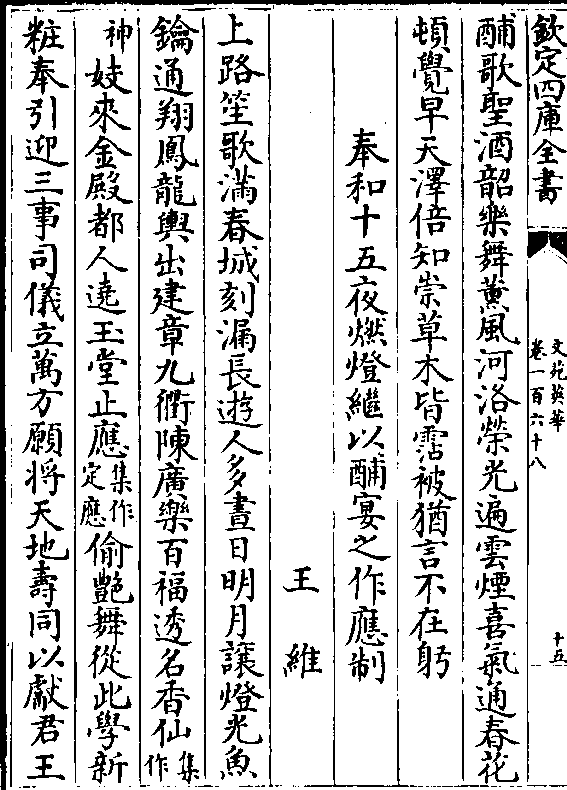 欽定四庫全書
文苑英華
卷一百六十八
十五
酺歌聖酒韶樂舞薰風河洛榮光遍雲煙喜氣通春花
頓覺早天澤倍知崇草木皆霑被猶言不在躬
奉和十五夜燃燈繼以酺宴之作應制
王維
上路笙歌滿春城刻漏長遊人多晝日明月讓燈光魚
鑰通翔鳳龍輿出建章九衢陳廣樂百福透名香仙集作
神妓來金殿都人遶玉堂止應集作定應偷艷舞從此學新
粧奉引迎三事司儀立萬方願將天地壽同以獻君王